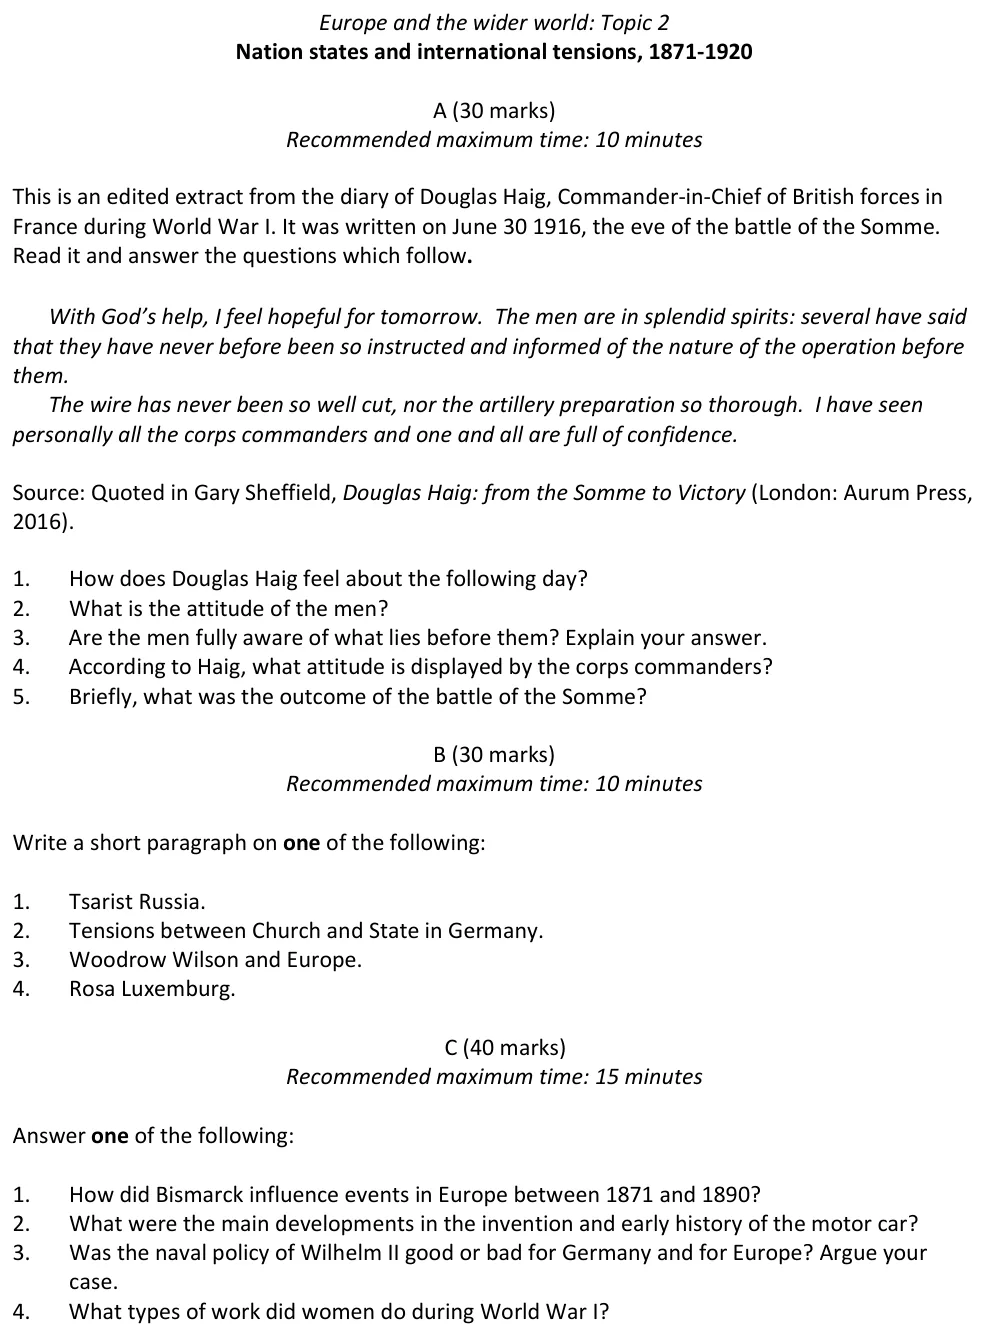 Europe and the wider world: Topic 2
Nation states and international tensions, 1871-1920
A (30 marks)
Recommended maximum time: 10 minutes
This is an edited extract from the diary of Douglas Haig, Commander-in-Chief of British forces in
France during World War I. It was written on June 30 1916, the eve of the battle of the Somme.
Read it and answer the questions which follow.
With God’s help, I feel hopeful for tomorrow. The men are in splendid spirits: several have said
that they have never before been so instructed and informed of the nature of the operation before
them.
The wire has never been so well cut, nor the artillery preparation so thorough. I have seen
personally all the corps commanders and one and all are full of confidence.
Source: Quoted in Gary Sheffield, Douglas Haig: from the Somme to Victory (London: Aurum Press,
2016).
1. How does Douglas Haig feel about the following day?
2. What is the attitude of the men?
3. Are the men fully aware of what lies before them? Explain your answer.
4. According to Haig, what attitude is displayed by the corps commanders?
5. Briefly, what was the outcome of the battle of the Somme?
B (30 marks)
Recommended maximum time: 10 minutes
Write a short paragraph on one of the following:
1. Tsarist Russia.
2. Tensions between Church and State in Germany.
3. Woodrow Wilson and Europe.
4. Rosa Luxemburg.
C (40 marks)
Recommended maximum time: 15 minutes
Answer one of the following:
1. How did Bismarck influence events in Europe between 1871 and 1890?
2. What were the main developments in the invention and early history of the motor car?
3. Was the naval policy of Wilhelm II good or bad for Germany and for Europe? Argue your
case.
4. What types of work did women do during World War I?